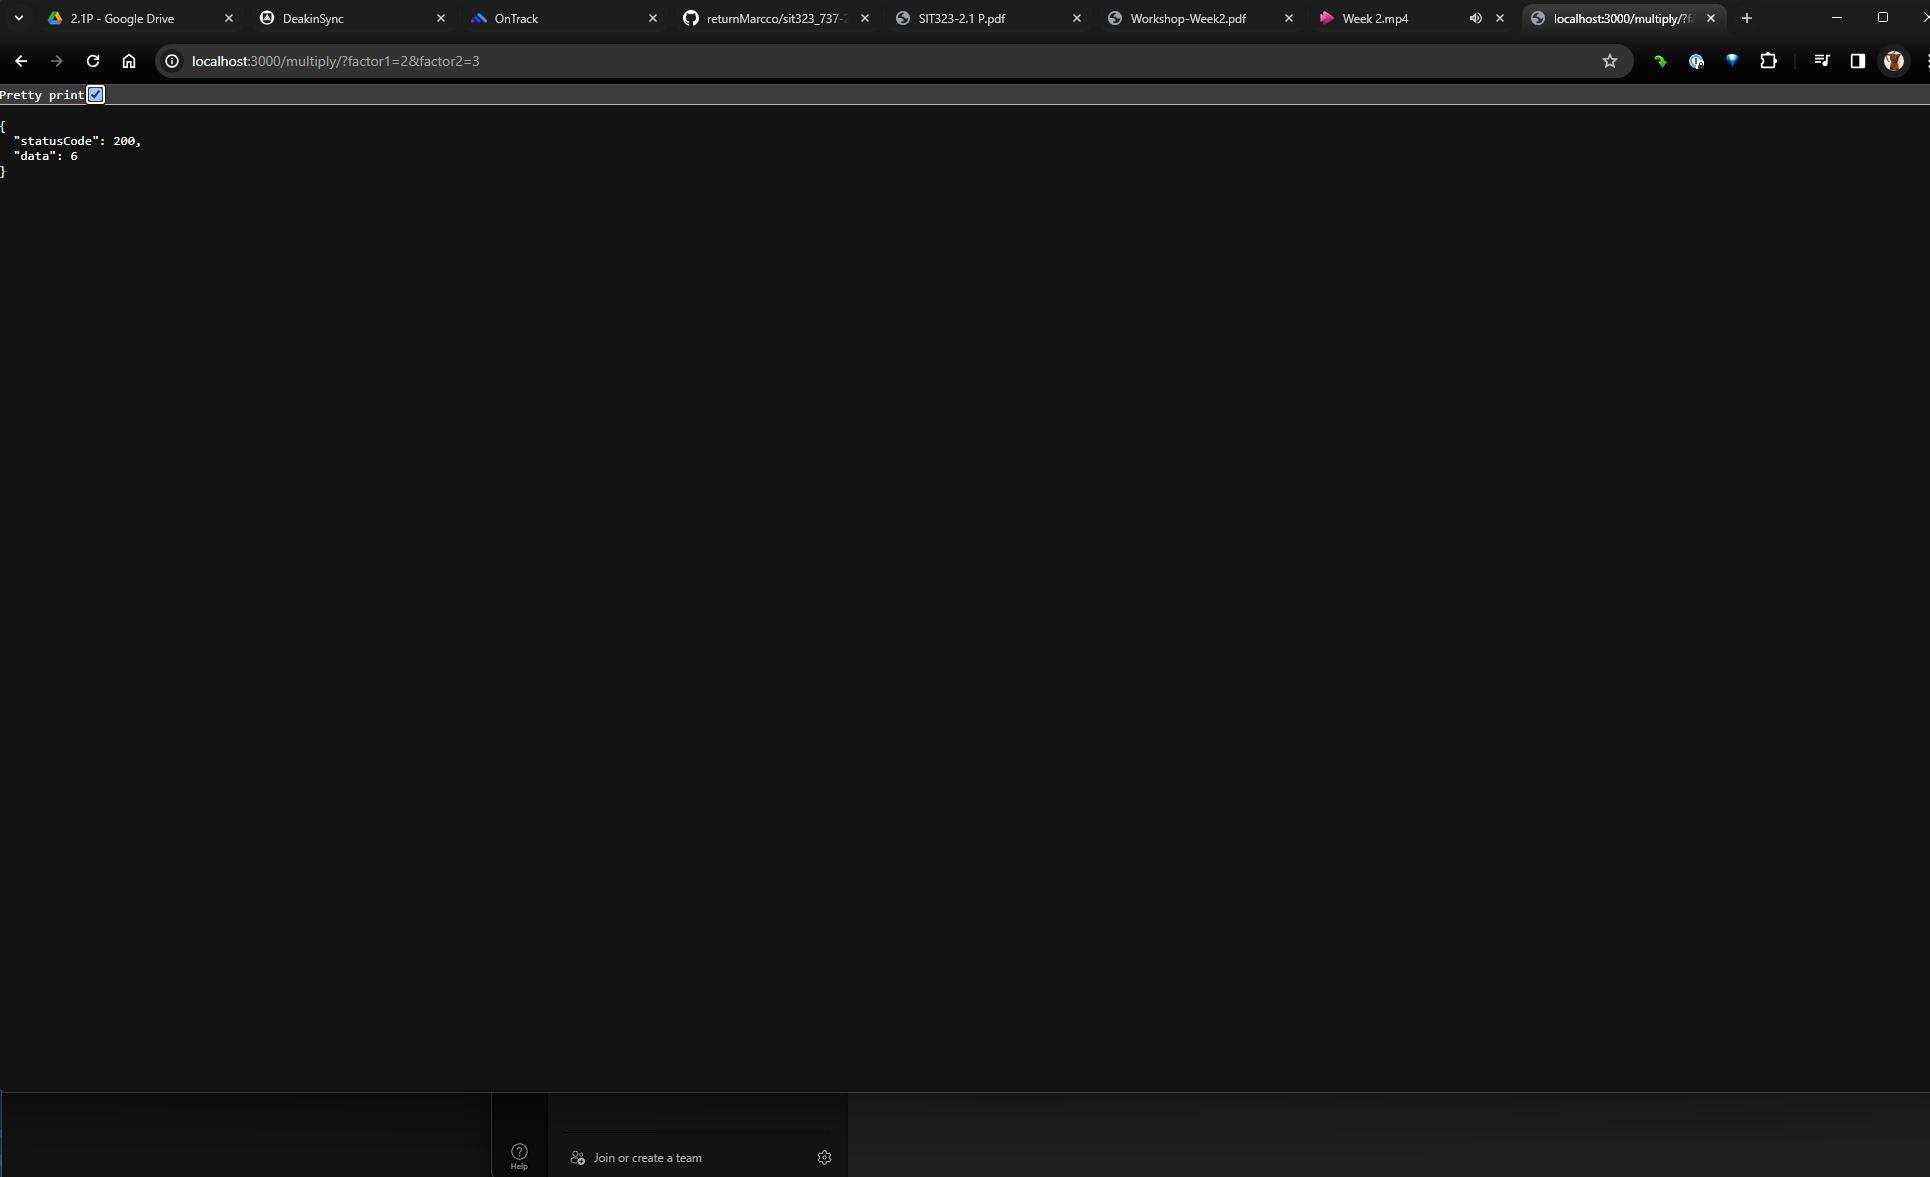 2.1P - Google Drive
DeakinSync
OnTrack
returnMarcco/sit323_737-2
SIT323-2.1 P.pdf
Workshop-Week2.pdf
Week 2.mp4
localhost:3000/multiply/?f
localhost:3000/multiply/?factor1=2&factor2=3
Pretty print
{
"statusCode": 200,
"data": 6
}
Help
Join or create a team